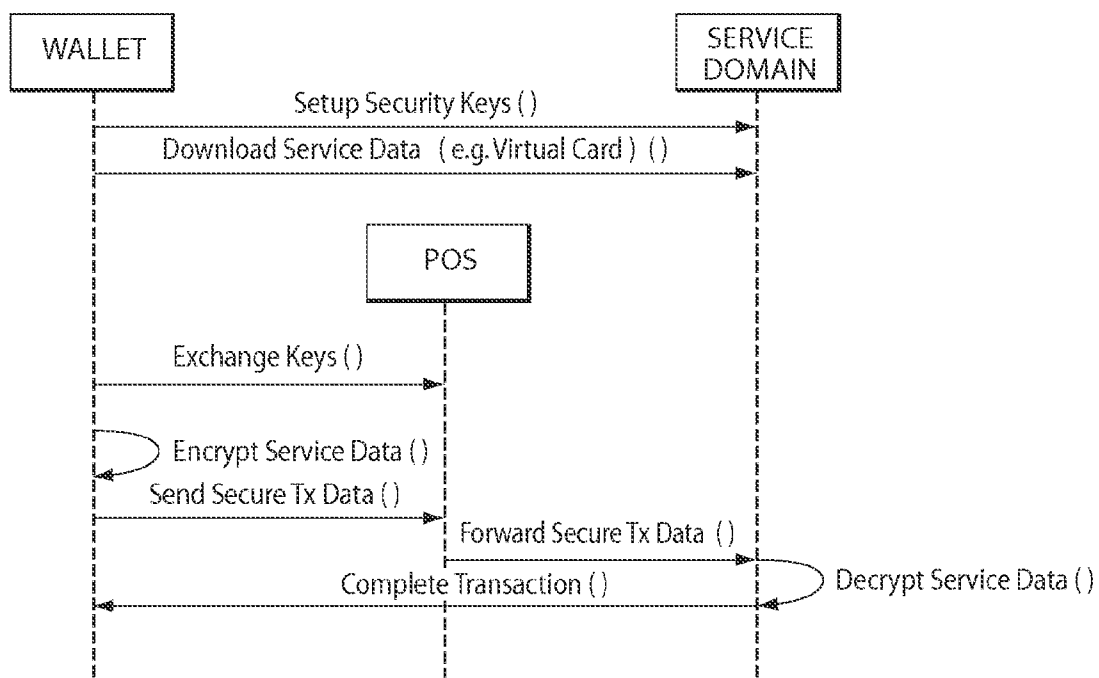 WALLET
SERVICE
DOMAIN
Setup Security Keys ( )
Download Service Data ( e.g. Virtual Card ) ( )
POS
Exchange Keys ( )
Encrypt Service Data ( )
Send Secure Tx Data ( )
Forward Secure Tx Data ( )
Complete Transaction ( )
Decrypt Service Data ( )